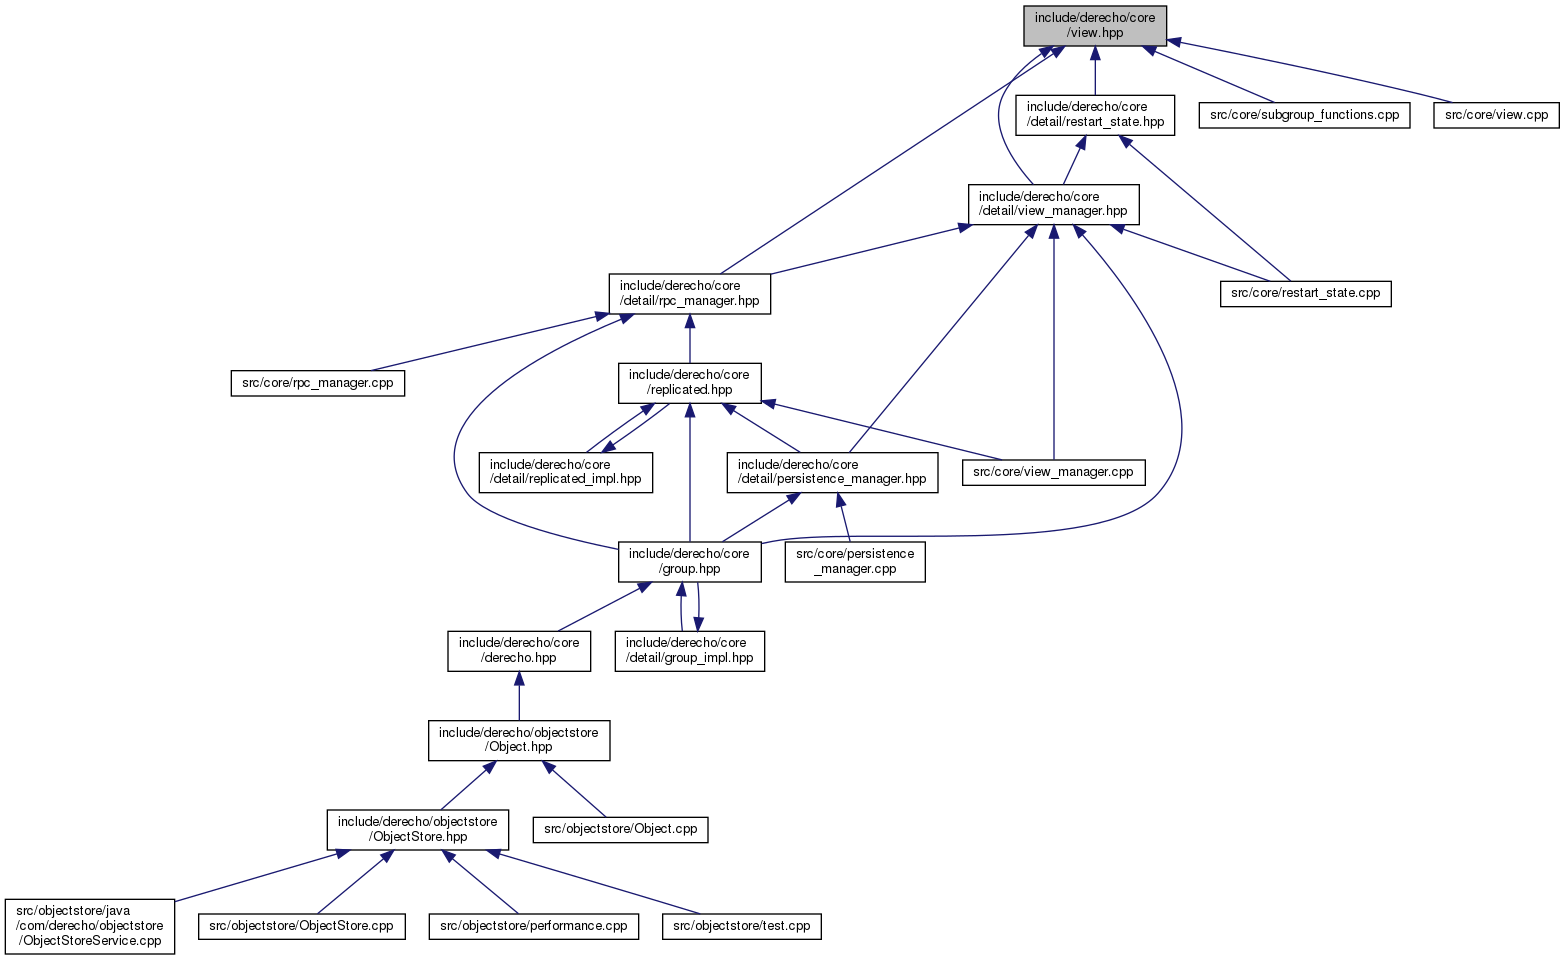 include/derecho/core
/view.hpp
include/derecho/core
/detail/restart_state.hpp
src/core/subgroup_functions.cpp
src/core/view.cpp
include/derecho/core
/detail/view_manager.hpp
include/derecho/core
/detail/rpc_manager.hpp
src/core/restart_state.cpp
src/core/rpc_manager.cpp
include/derecho/core
/replicated.hpp
include/derecho/core
/detail/replicated_impl.hpp
include/derecho/core
/detail/persistence_manager.hpp
src/core/view_manager.cpp
include/derecho/core
/group.hpp
src/core/persistence
_manager.cpp
include/derecho/core
/derecho.hpp
include/derecho/core
/detail/group_impl.hpp
include/derecho/objectstore
/Object.hpp
include/derecho/objectstore
/ObjectStore.hpp
src/objectstore/Object.cpp
src/objectstore/java
/com/derecho/objectstore
/ObjectStoreService.cpp
src/objectstore/ObjectStore.cpp
src/objectstore/performance.cpp
src/objectstore/test.cpp